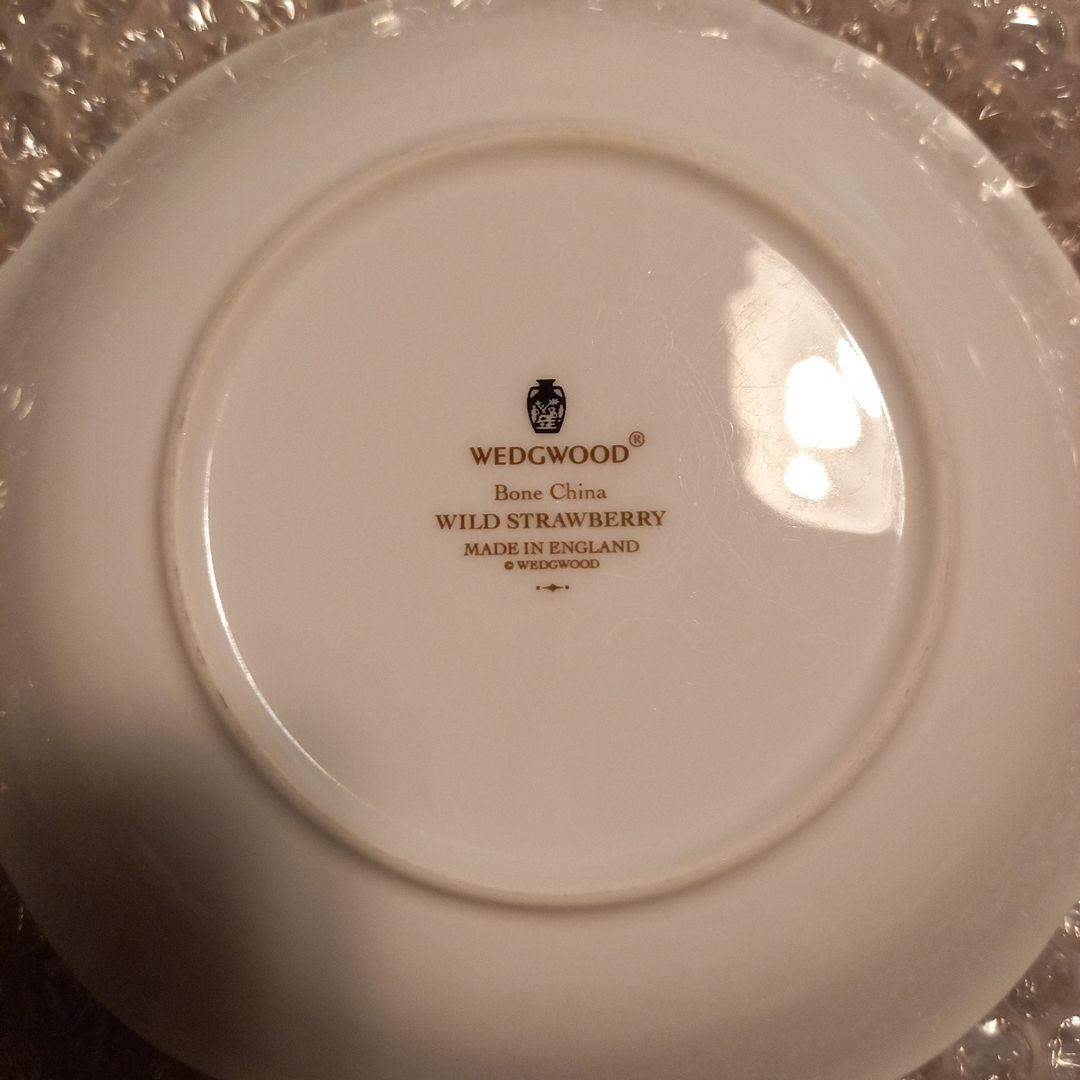 WEDGWOOD®
Bone China
WILD STRAWBERRY
MADE IN ENGLAND
© WEDGWOOD